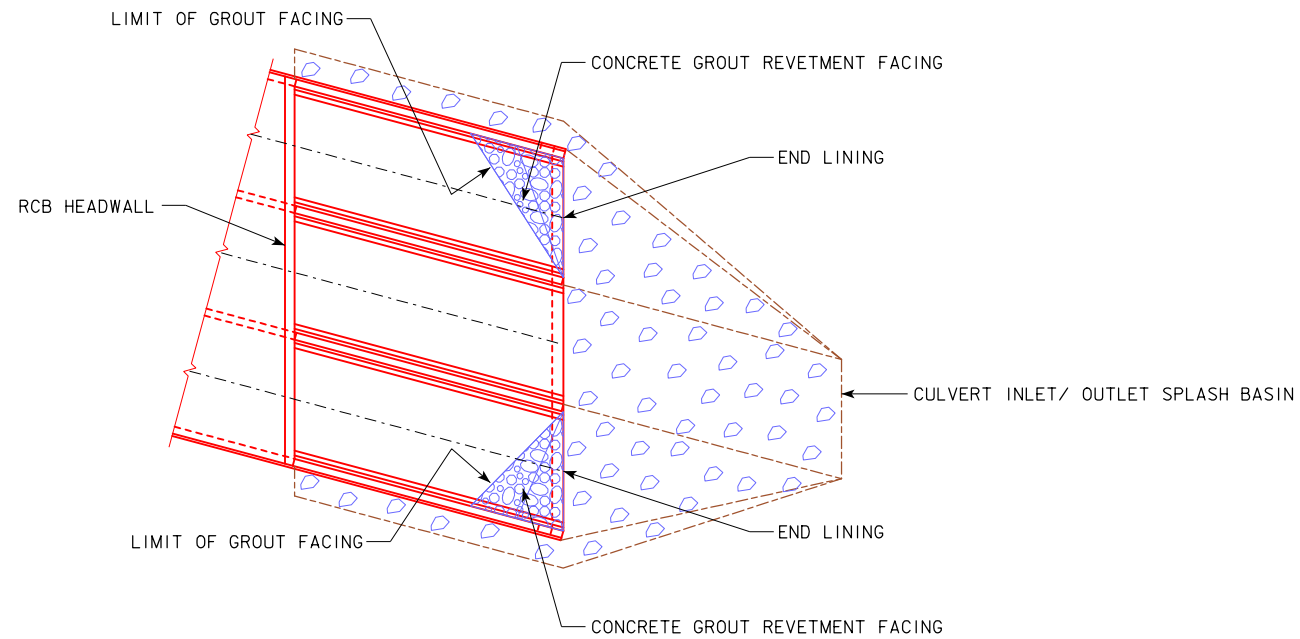 LIMIT OF GROUT FACING
CONCRETE GROUT REVETMENT FACING
END LINING
RCB HEADWALL
CULVERT INLET/ OUTLET SPLASH BASIN
END LINING
LIMIT OF GROUT FACING
CONCRETE GROUT REVETMENT FACING